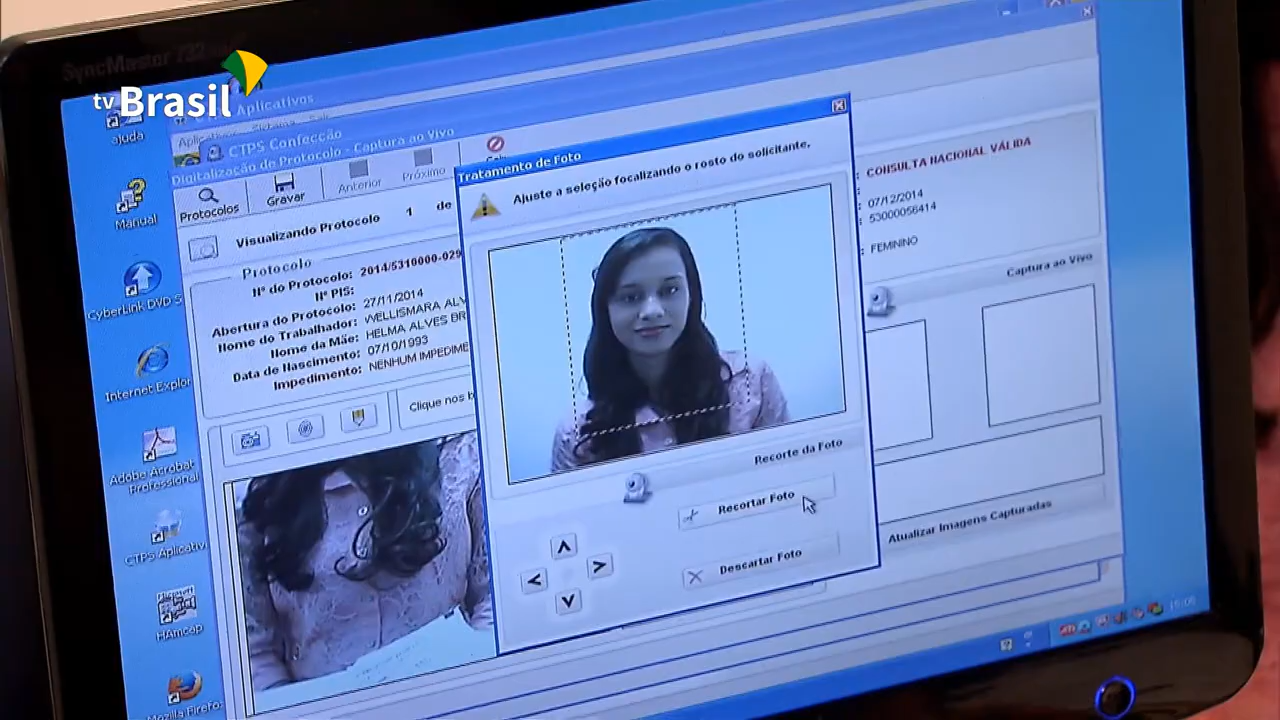 SyncMaster 732
tv Brasil
Aplicativos
CTPS Confecção
Digitalização de Protocolo - Captura ao Vivo
Protocolos
Gravar
Anterior
Próximo
Visualizando Protocolo 1 de
Protocolo
Nº do Protocolo: 2014/5310000-029
Nº PIS:
Abertura do Protocolo: 27/11/2014
Nome do Trabalhador: WELLISMARA ALV
Nome da Mãe: HELMA ALVES BR
Data de Nascimento: 07/10/1993
Impedimento: NENHUM IMPEDIME
Clique nos b
Tratamento de Foto
Ajuste a seleção focalizando o rosto do solicitante.
Recorte da Foto
Recortar Foto
Descartar Foto
: CONSULTA NACIONAL VÁLIDA
: 07/12/2014
: 53000056414
: FEMININO
Captura ao Vivo
Atualizar Imagens Capturadas
ajuda
Manual
CyberLink DVD S
Internet Explor
Adobe Acrobat
Professional
CTPS Aplicativ
HAmcap
Mozilla Firefo